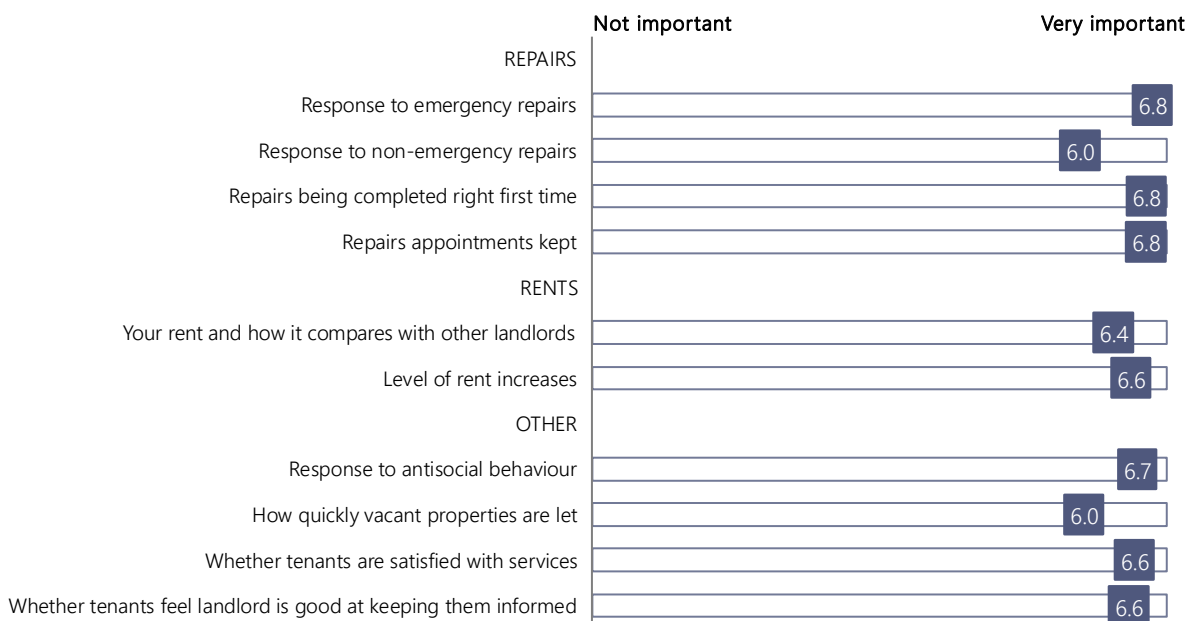 Not important Very important
REPAIRS
Response to emergency repairs 6.8
Response to non-emergency repairs 6.0
Repairs being completed right first time 6.8
Repairs appointments kept 6.8
RENTS
Your rent and how it compares with other landlords 6.4
Level of rent increases 6.6
OTHER
Response to antisocial behaviour 6.7
How quickly vacant properties are let 6.0
Whether tenants are satisfied with services 6.6
Whether tenants feel landlord is good at keeping them informed 6.6